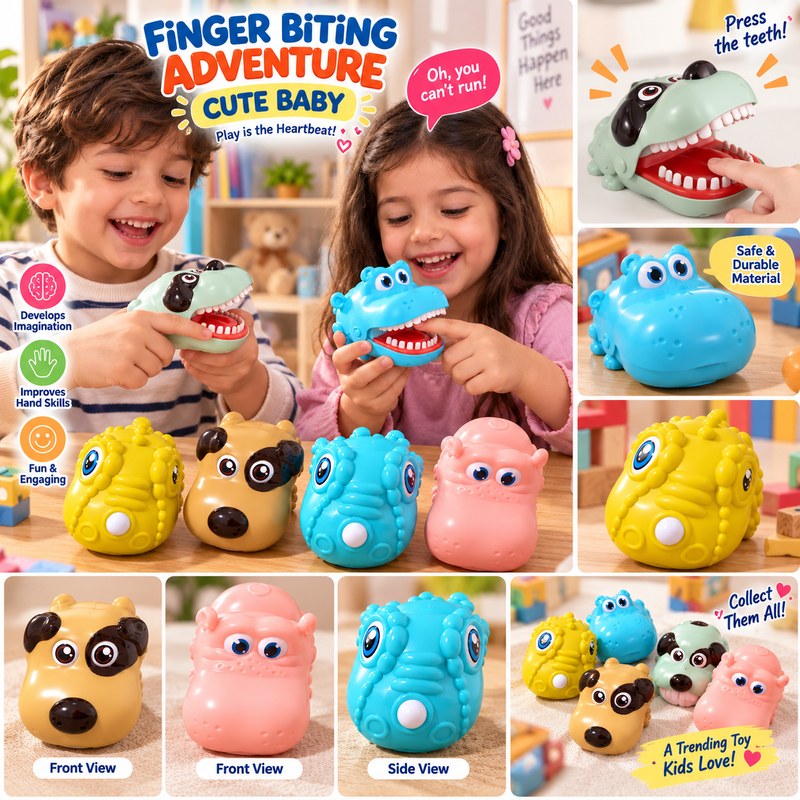 FiNGER BiTiNG
ADVENTURE
CUTE BABY
Play is the Heartbeat!
Oh, you
can't run!
Good
Things
Happen
Here
Press
the teeth!
Safe &
Durable
Material
Develops
Imagination
Improves
Hand Skills
Fun &
Engaging
Front View
Front View
Side View
Collect
Them All!
A Trending Toy
Kids Love!